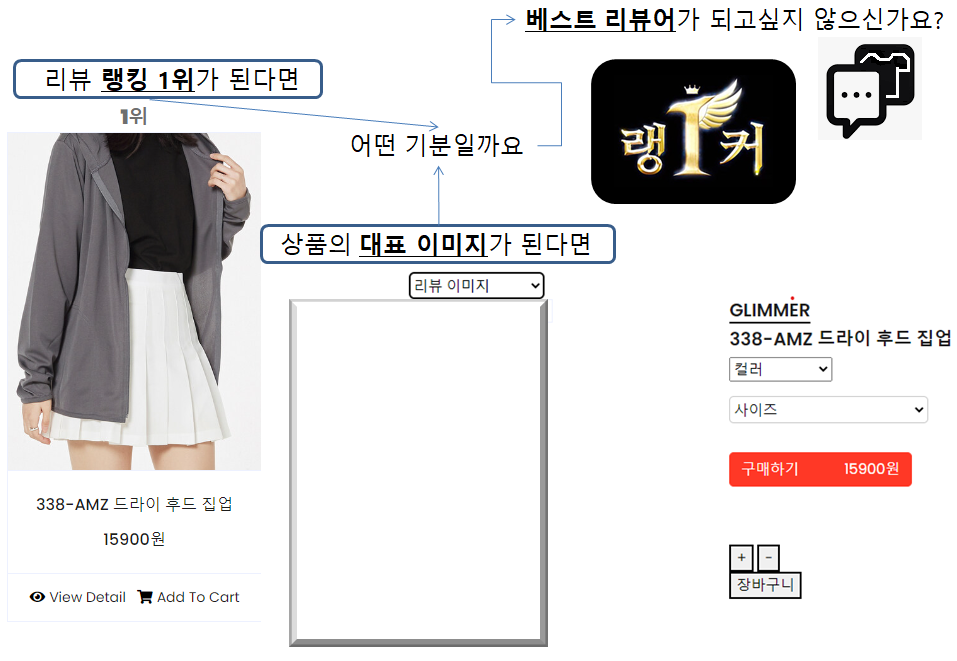 베스트 리뷰어가 되고싶지 않으신가요?
리뷰 랭킹 1위가 된다면
1위
어떤 기분일까요
랭1커
상품의 대표 이미지가 된다면
리뷰 이미지
GLIMMER
338-AMZ 드라이 후드 집업
컬러
사이즈
구매하기 15900원
338-AMZ 드라이 후드 집업
15900원
+ -
장바구니
View Detail Add To Cart